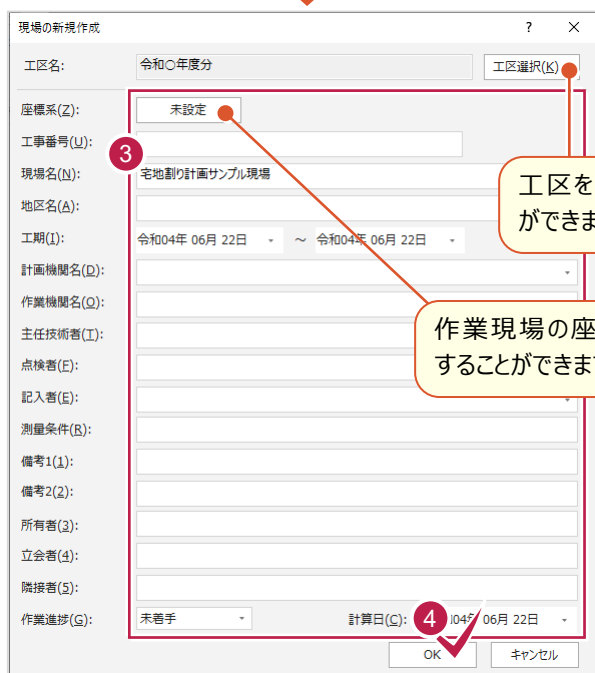 現場の新規作成 ? ×
工区名: 令和○年度分 工区選択(K)
座標系(Z): 未設定
工事番号(U):
3
現場名(N): 宅地割り計画サンプル現場
工区を
地区名(A):
ができま
工期(I): 令和04年 06月 22日 ～ 令和04年 06月 22日
計画機関名(D):
作業機関名(O):
作業現場の座
主任技術者(T):
することができま
点検者(F):
記入者(E):
測量条件(R):
備考1(1):
備考2(2):
所有者(3):
立会者(4):
隣接者(5):
作業進捗(G): 未着手 計算日(C): 4 04年 06月 22日
OK キャンセル